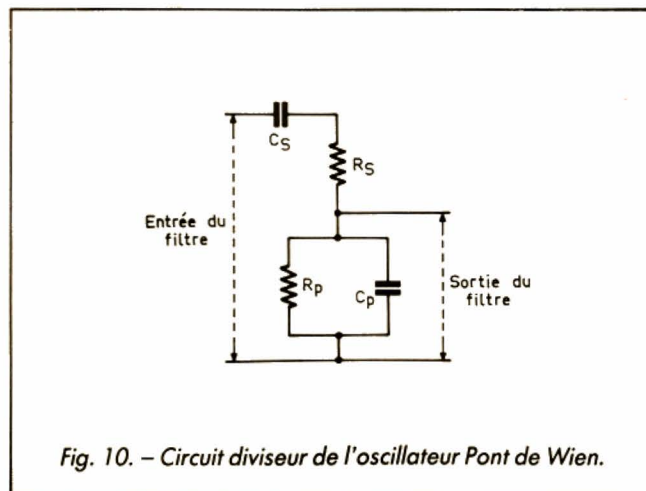 CS
RS
Entrée du
filtre
Rp
Cp
Sortie du
filtre
Fig. 10. – Circuit diviseur de l'oscillateur Pont de Wien.